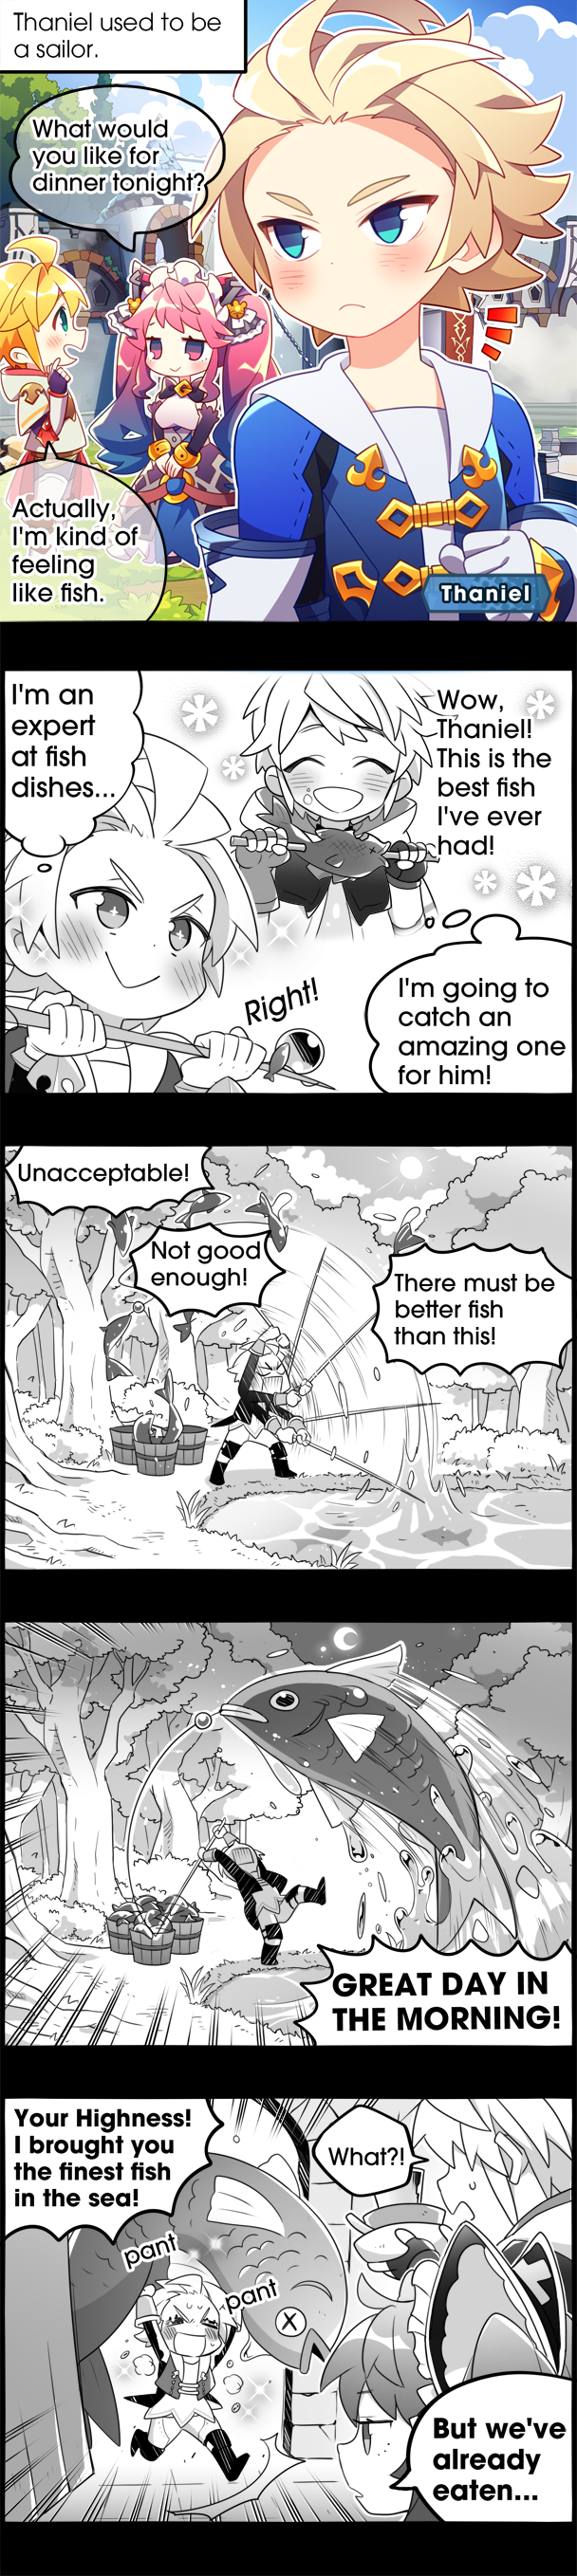 Thaniel used to be
a sailor.
What would
you like for
dinner tonight?
Actually,
I'm kind of
feeling
like fish.
Thaniel
I'm an
expert
at fish
dishes...
Wow,
Thaniel!
This is the
best fish
I've ever
had!
Right!
I'm going to
catch an
amazing one
for him!
Unacceptable!
Not good
enough!
There must be
better fish
than this!
GREAT DAY IN
THE MORNING!
Your Highness!
I brought you
the finest fish
in the sea!
What?!
pant
pant
But we've
already
eaten...